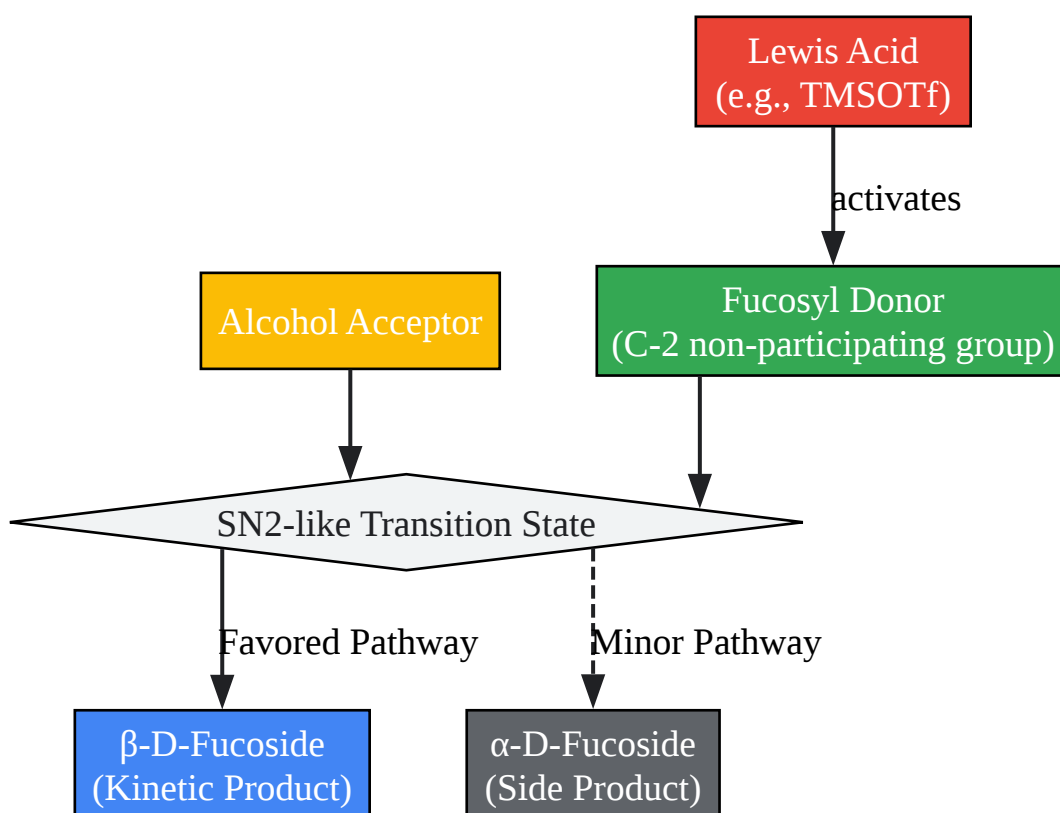 Lewis Acid
(e.g., TMSOTf)
activates
Alcohol Acceptor
Fucosyl Donor
(C-2 non-participating group)
SN2-like Transition State
Favored Pathway
Minor Pathway
β-D-Fucoside
(Kinetic Product)
α-D-Fucoside
(Side Product)